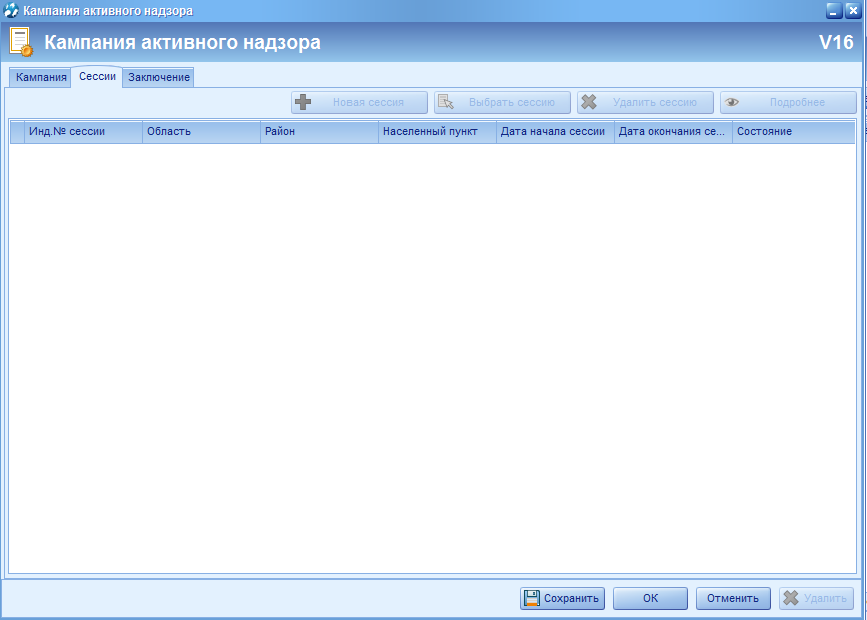 Кампания активного надзора
Кампания активного надзора V16
Кампания Сессии Заключение
Новая сессия Выбрать сессию Удалить сессию Подробнее
Инд.№ сессии Область Район Населенный пункт Дата начала сессии Дата окончания се... Состояние
Сохранить ОК Отменить Удалить